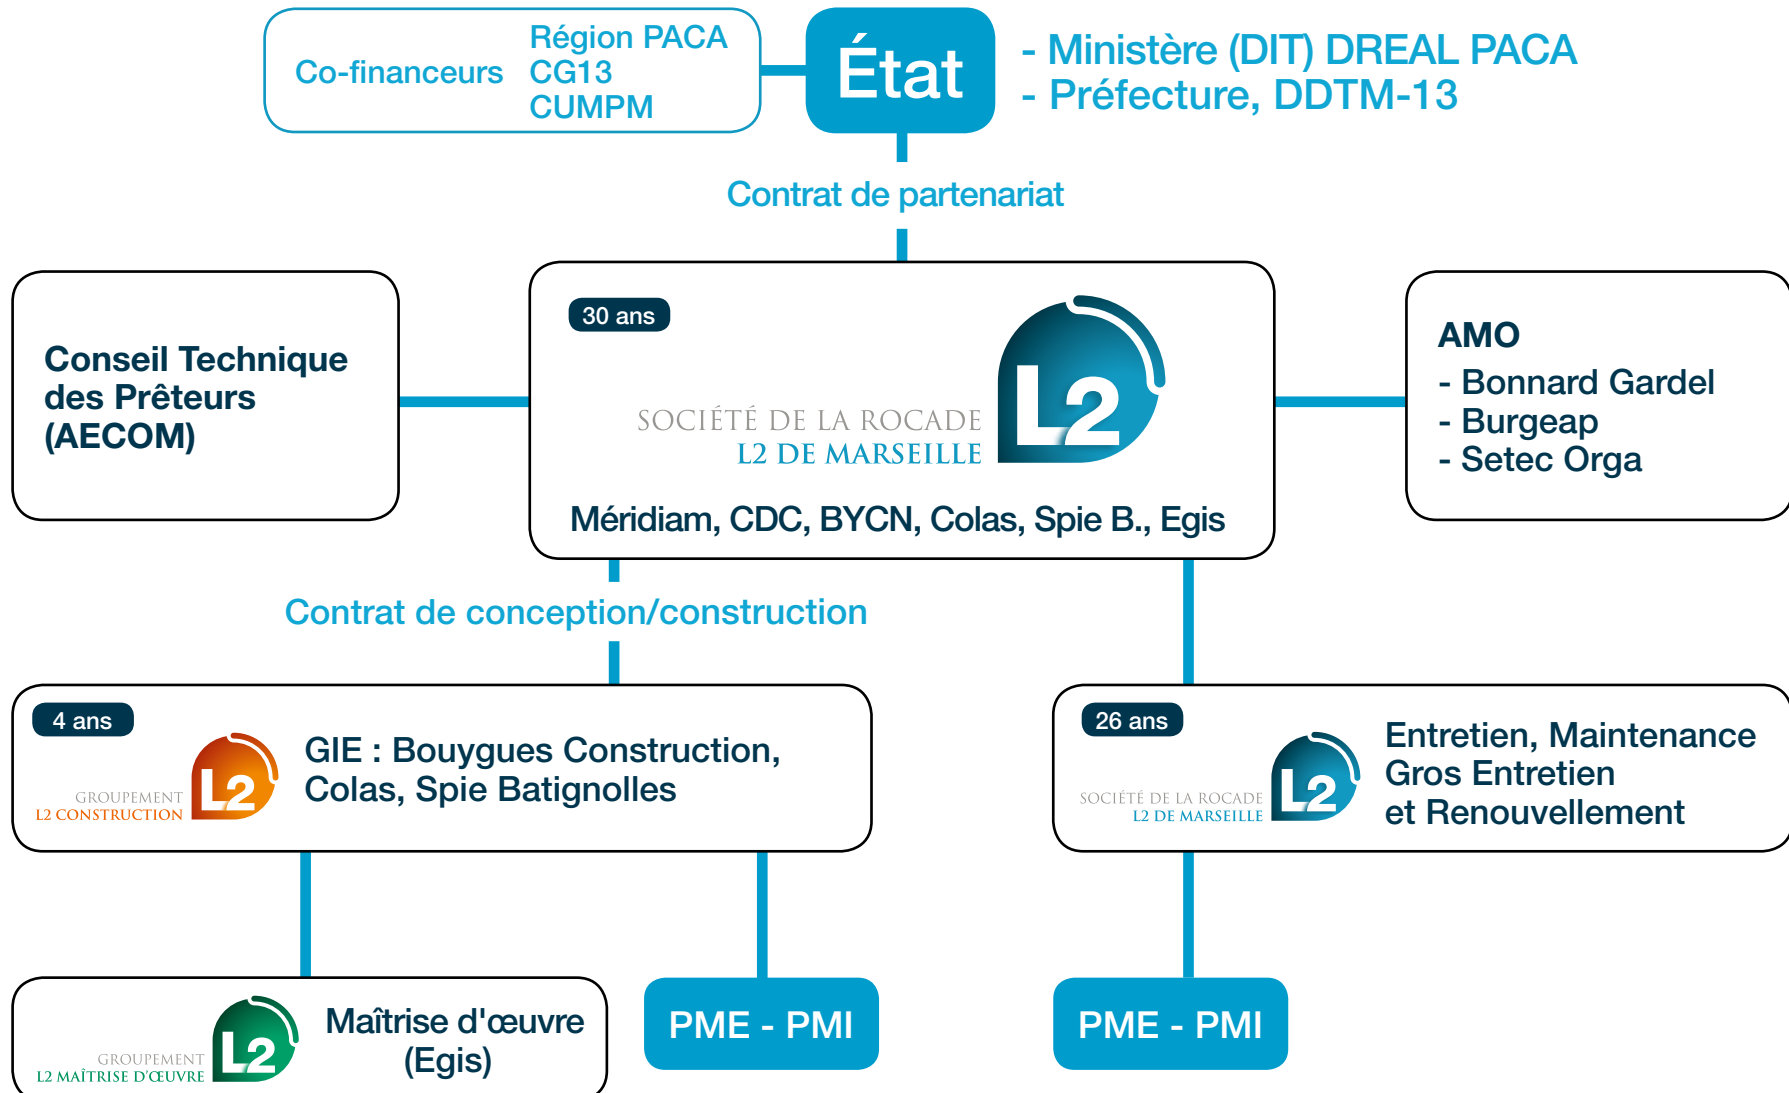 Co-financeurs
Région PACA
CG13
CUMPM
État
- Ministère (DIT) DREAL PACA
- Préfecture, DDTM-13
Contrat de partenariat
Conseil Technique
des Prêteurs
(AECOM)
30 ans
SOCIÉTÉ DE LA ROCADE
L2 DE MARSEILLE
L2
Méridiam, CDC, BYCN, Colas, Spie B., Egis
AMO
- Bonnard Gardel
- Burgeap
- Setec Orga
Contrat de conception/construction
4 ans
GROUPEMENT
L2 CONSTRUCTION
L2
GIE : Bouygues Construction,
Colas, Spie Batignolles
26 ans
SOCIÉTÉ DE LA ROCADE
L2 DE MARSEILLE
L2
Entretien, Maintenance
Gros Entretien
et Renouvellement
GROUPEMENT
L2 MAÎTRISE D'ŒUVRE
L2
Maîtrise d'œuvre
(Egis)
PME - PMI
PME - PMI